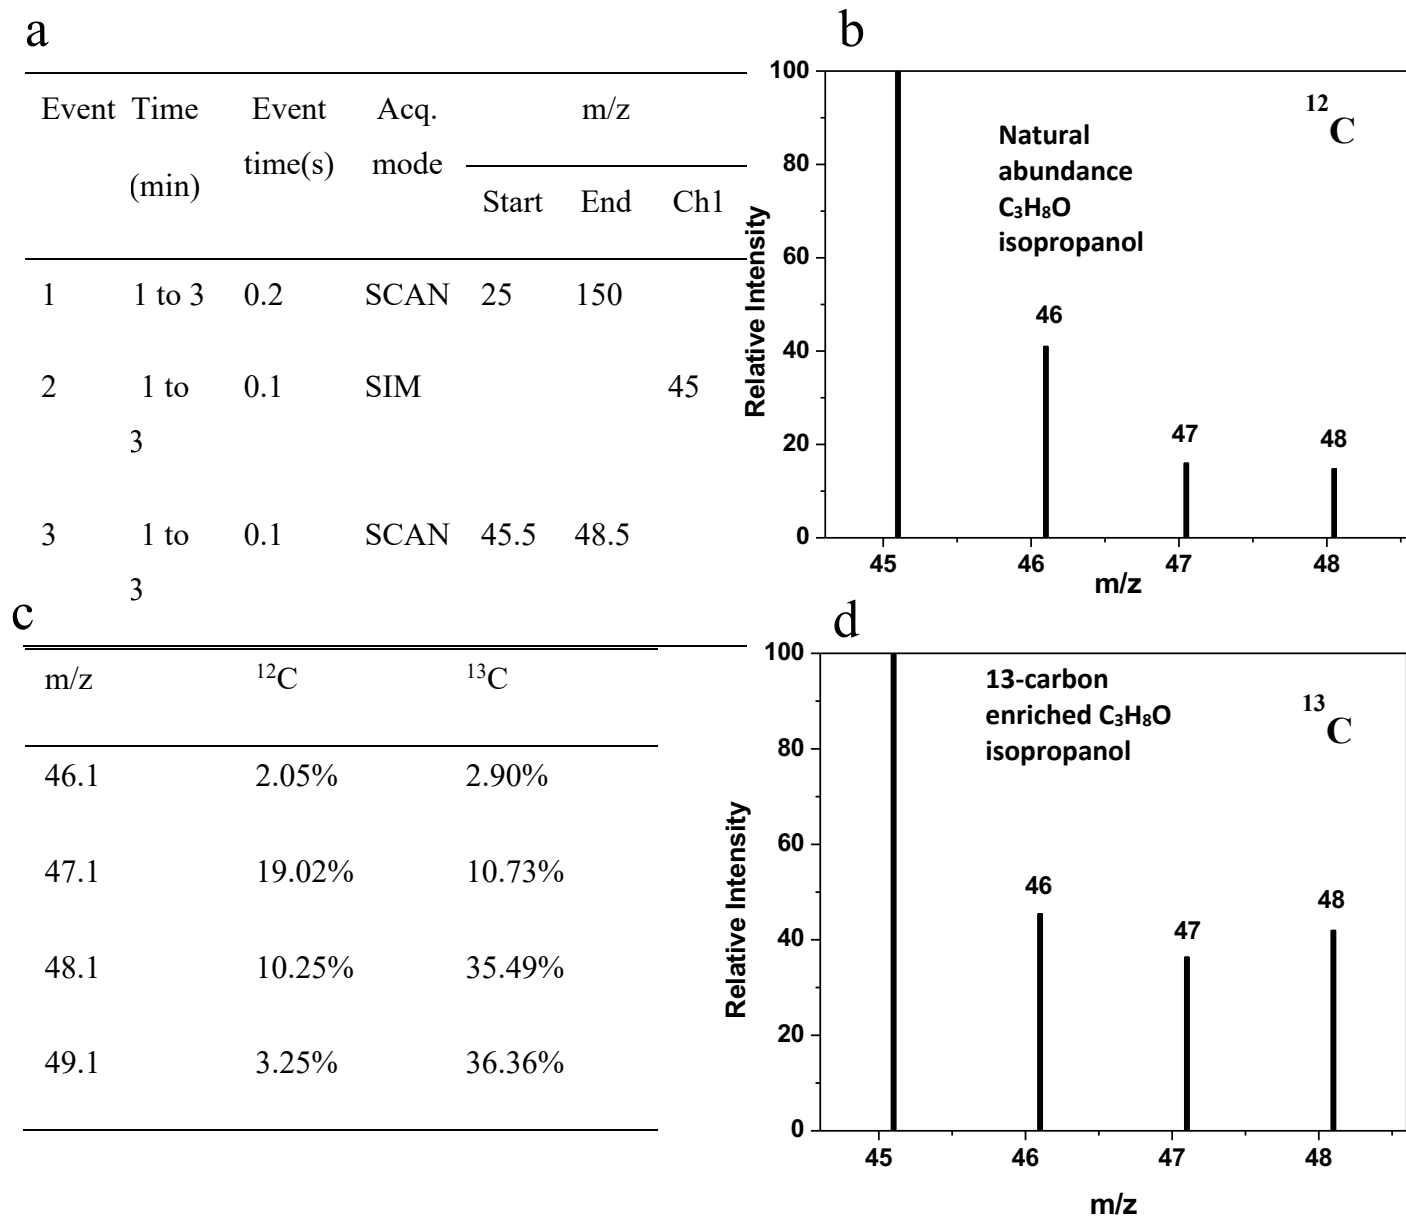 a
Event Time Event Acq. m/z
(min) time(s) mode
Start End Ch1
1 1 to 3 0.2 SCAN 25 150
2 1 to 0.1 SIM 45
3
3 1 to 0.1 SCAN 45.5 48.5
3
b
100
80
60
40
20
0
Relative Intensity
Natural
abundance
C₃H₈O
isopropanol
¹²C
46
47
48
45 46 47 48
m/z
c
m/z ¹²C ¹³C
46.1 2.05% 2.90%
47.1 19.02% 10.73%
48.1 10.25% 35.49%
49.1 3.25% 36.36%
d
100
80
60
40
20
0
Relative Intensity
13-carbon
enriched C₃H₈O
isopropanol
¹³C
46
47
48
45 46 47 48
m/z